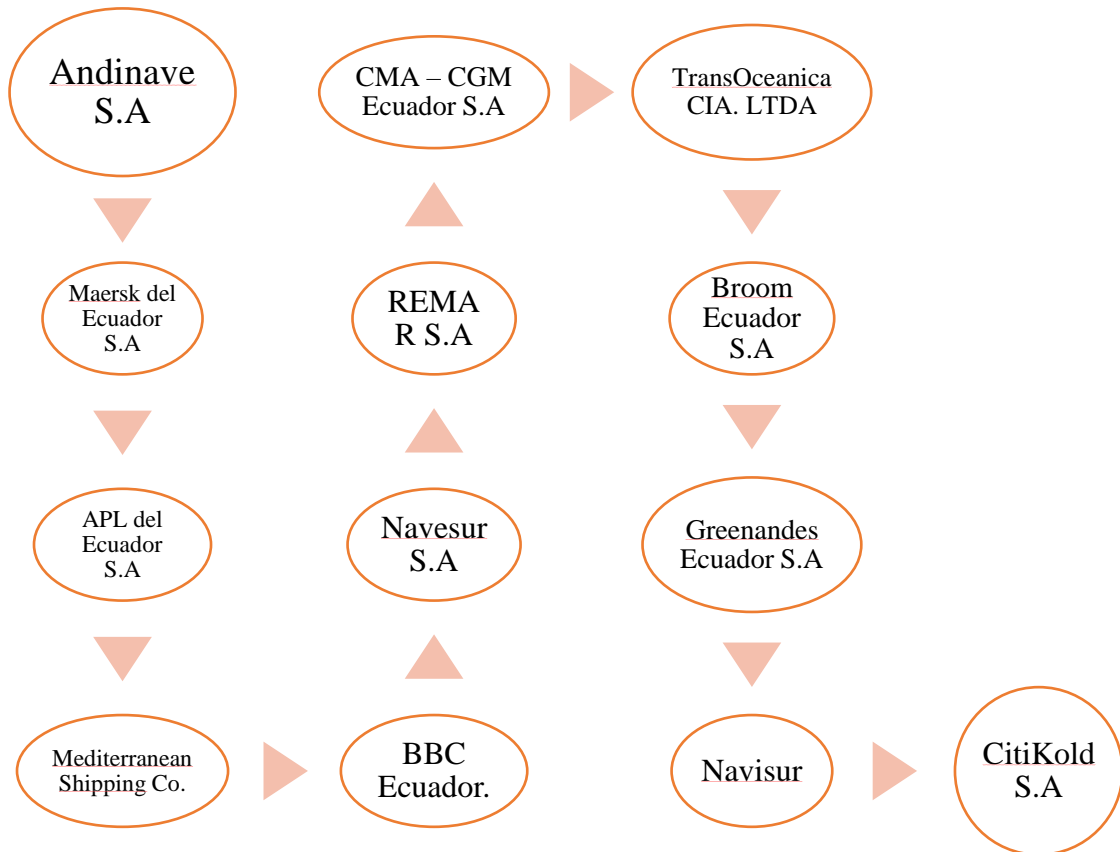 Andinave
S.A
Maersk del
Ecuador
S.A
APL del
Ecuador
S.A
Mediterranean
Shipping Co.
BBC
Ecuador.
Navesur
S.A
REMA
R S.A
CMA – CGM
Ecuador S.A
TransOceanica
CIA. LTDA
Broom
Ecuador
S.A
Greenandes
Ecuador S.A
Navisur
CitiKold
S.A